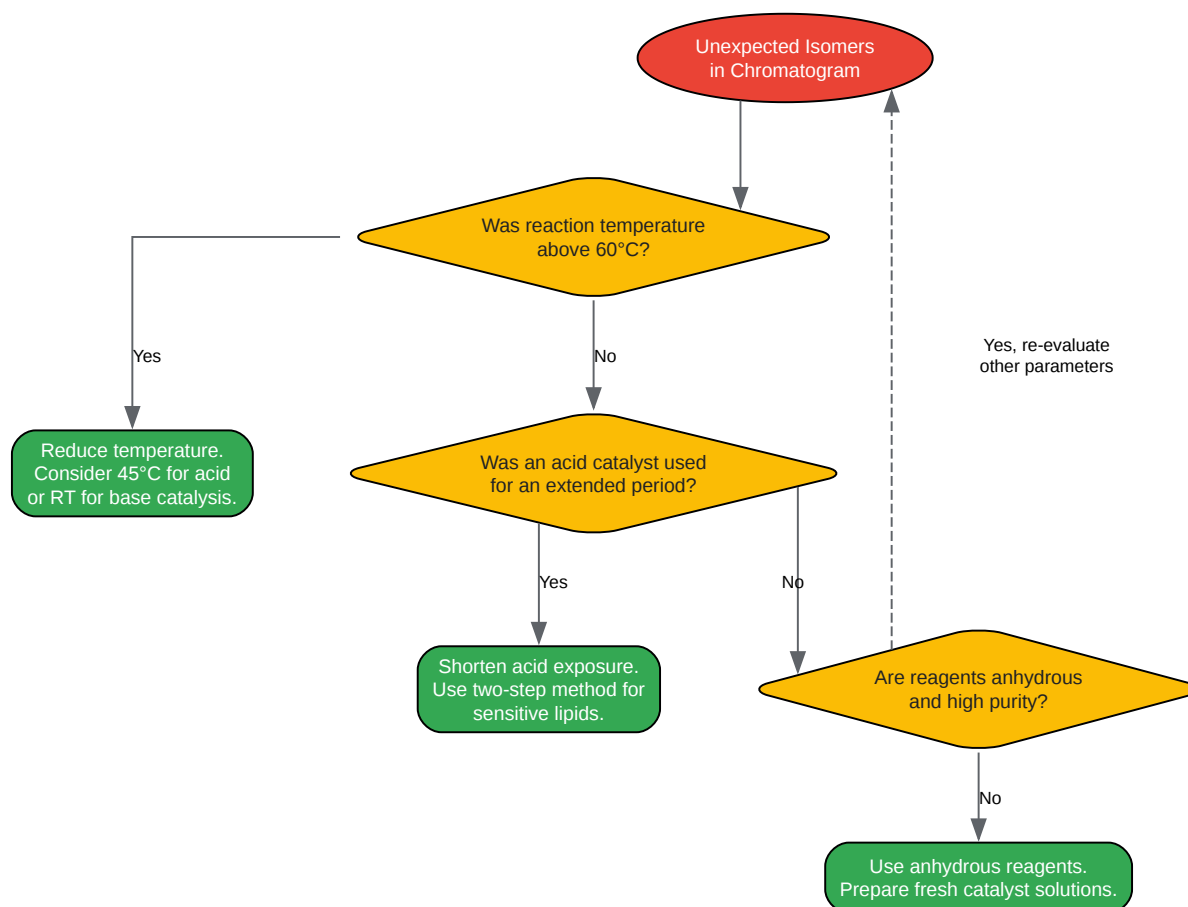 Unexpected Isomers
in Chromatogram
Was reaction temperature
above 60°C?
Yes, re-evaluate
other parameters
Yes
No
Reduce temperature.
Consider 45°C for acid
or RT for base catalysis.
Was an acid catalyst used
for an extended period?
Yes
No
Shorten acid exposure.
Use two-step method for
sensitive lipids.
Are reagents anhydrous
and high purity?
No
Use anhydrous reagents.
Prepare fresh catalyst solutions.